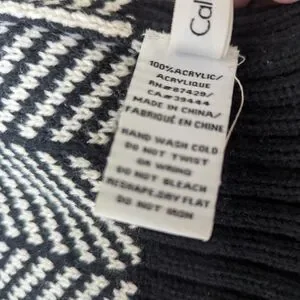 Cal
100%ACRYLIC/
ACRYLIQUE
RN#87429/
CA#39444
MADE IN CHINA/
FABRIQUÉ EN CHINE
HAND WASH COLD
DO NOT TWIST
OR WRING
DO NOT BLEACH
RESHAPE.DRY FLAT
DO NOT IRON